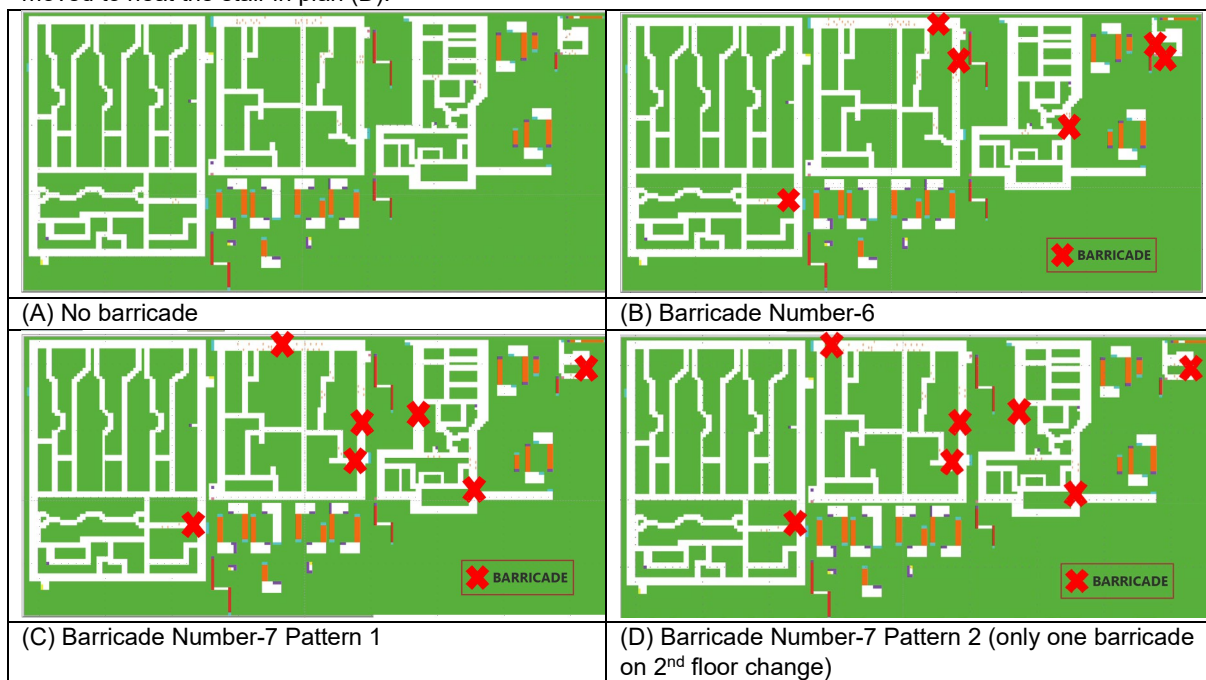 moved to neat the stair in plan (D).
BARRICADE
(A) No barricade
(B) Barricade Number-6
BARRICADE
BARRICADE
(C) Barricade Number-7 Pattern 1
(D) Barricade Number-7 Pattern 2 (only one barricade
on 2nd floor change)